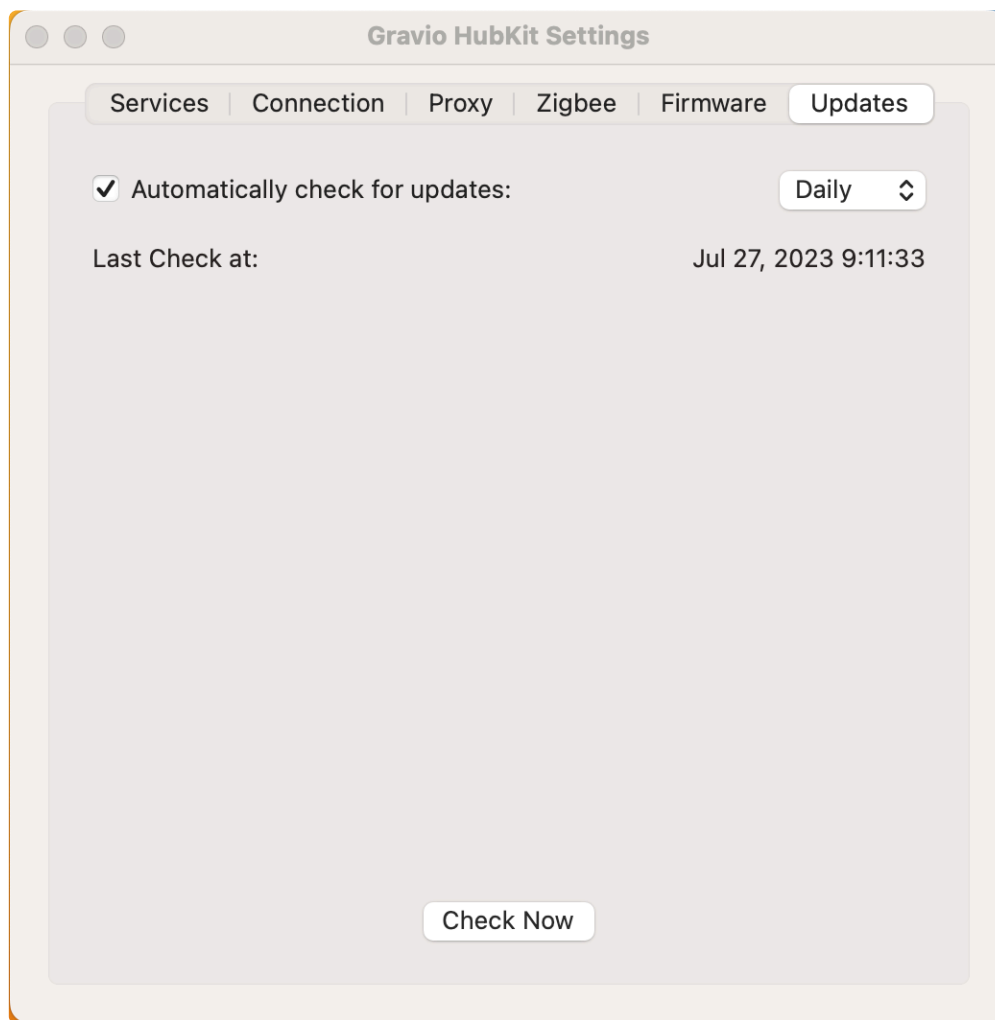 Gravio HubKit Settings
Services Connection Proxy Zigbee Firmware Updates
Automatically check for updates: Daily
Last Check at: Jul 27, 2023 9:11:33
Check Now